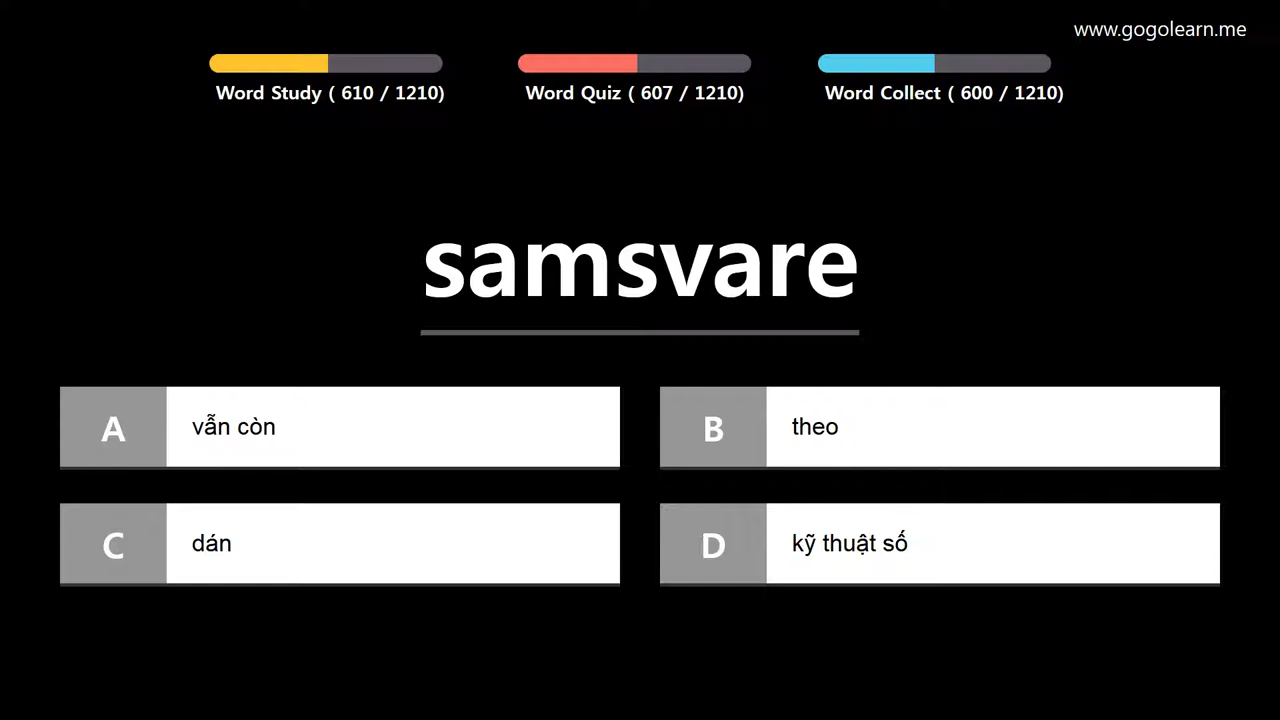 www.gogolearn.me
Word Study ( 610 / 1210)
Word Quiz ( 607 / 1210)
Word Collect ( 600 / 1210)
samsvare
A
vẫn còn
B
theo
C
dán
D
kỹ thuật số